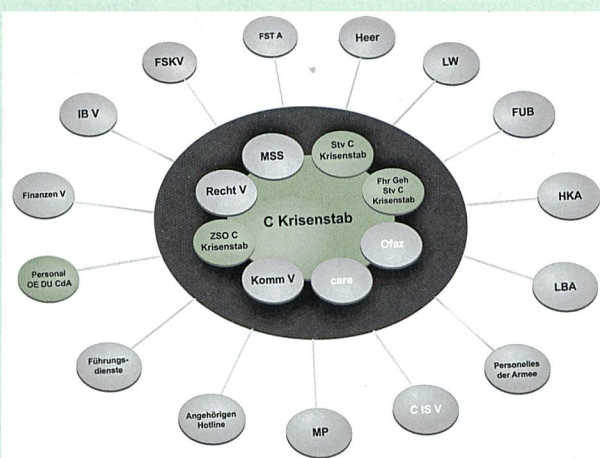 FST A
Heer
FSKV
LW
IB V
FUB
MSS
Stv C
Krisenstab
Recht V
Fhr Geh
Stv C
Krisenstab
Finanzen V
HKA
C Krisenstab
ZSO C
Krisenstab
Ofaz
Personal
OE DU CdA
Komm V
care
LBA
Führungs-
dienste
Personelles
der Armee
Angehörigen
Hotline
MP
C IS V